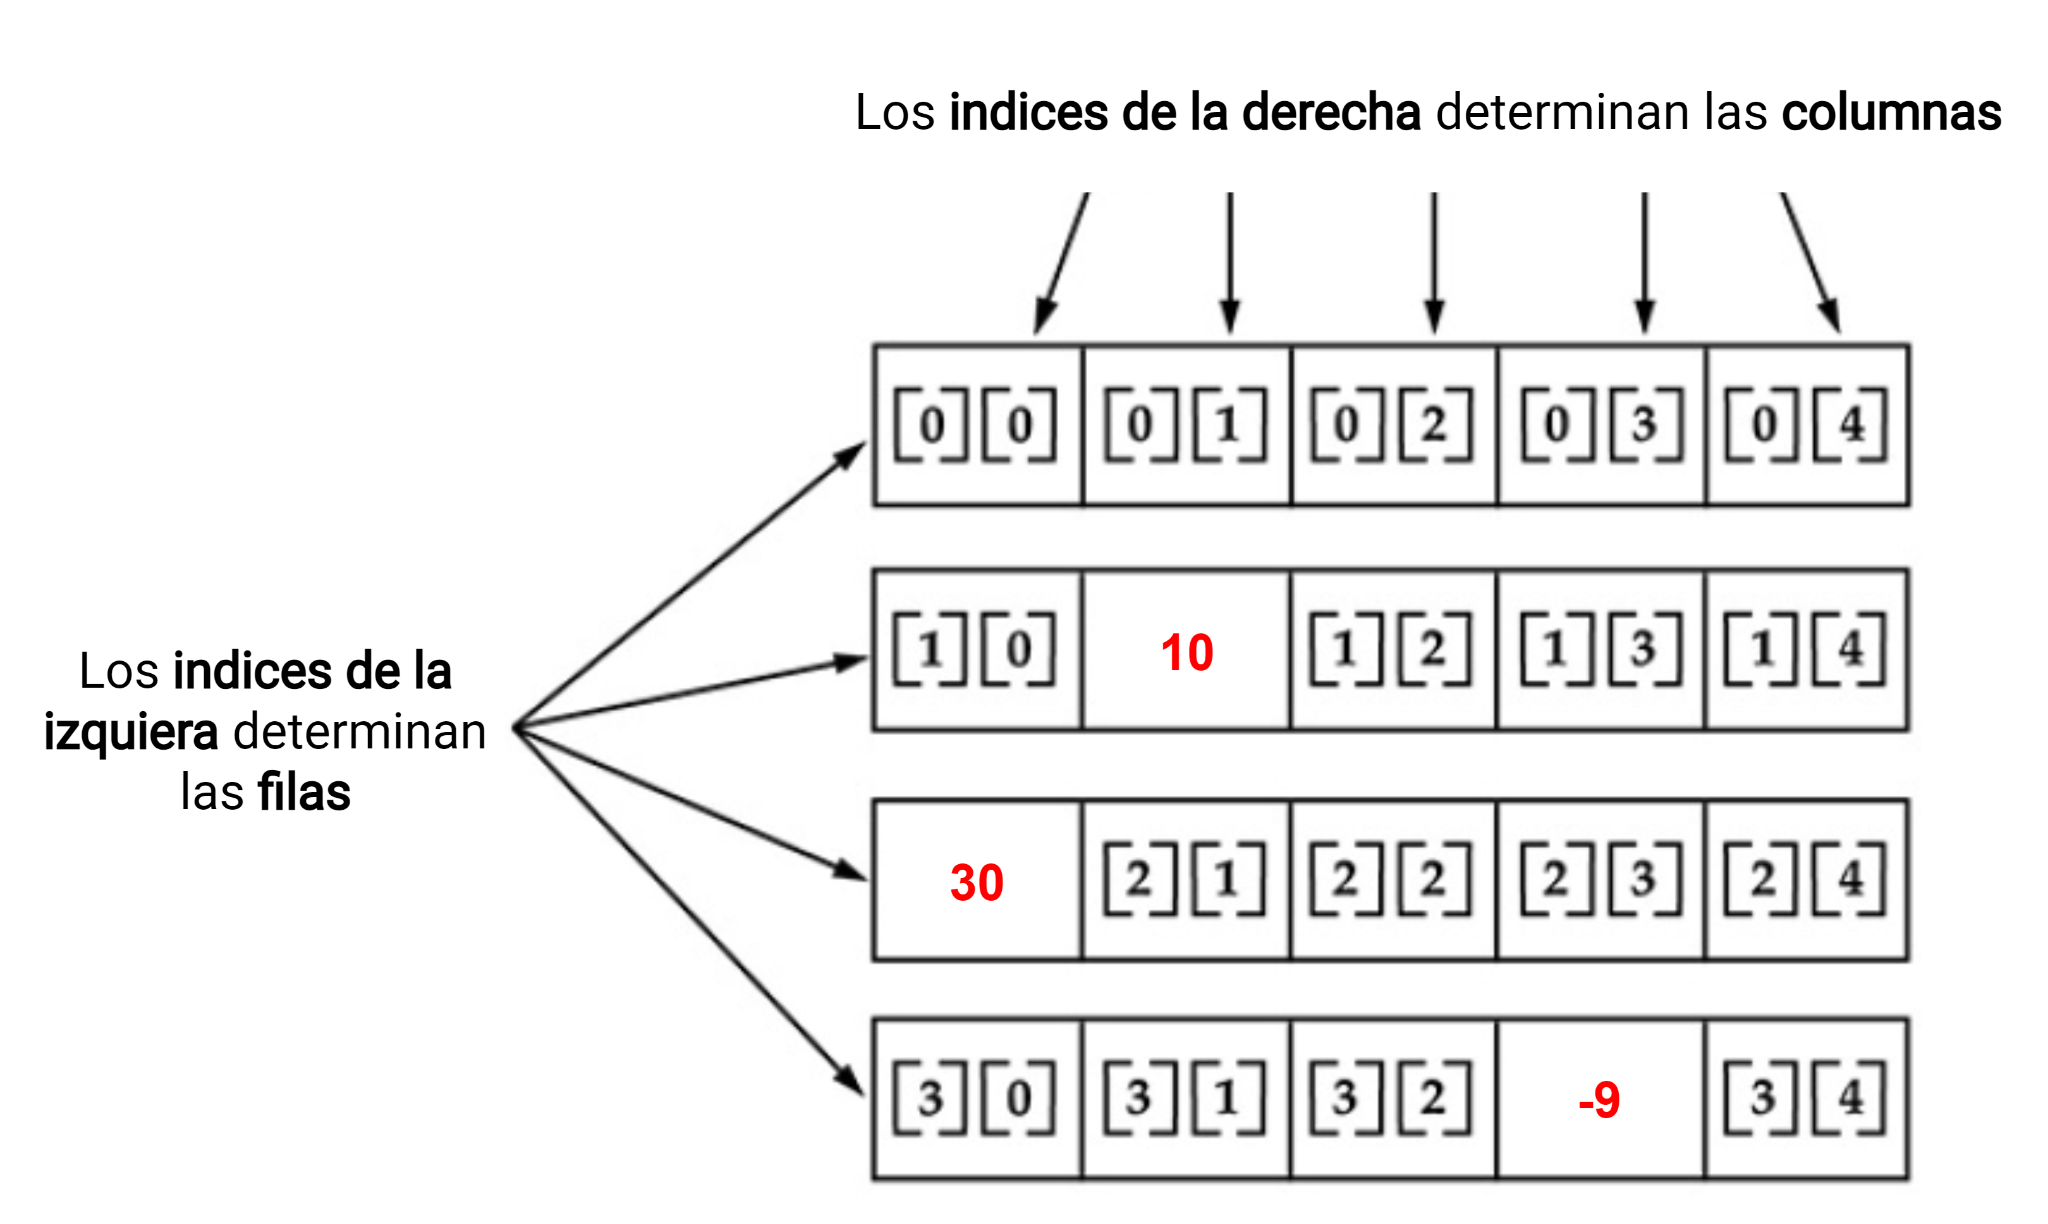 Los indices de la derecha determinan las columnas
[0][0] [0][1] [0][2] [0][3] [0][4]
[1][0] 10 [1][2] [1][3] [1][4]
Los indices de la
izquiera determinan
las filas
30 [2][1] [2][2] [2][3] [2][4]
[3][0] [3][1] [3][2] -9 [3][4]